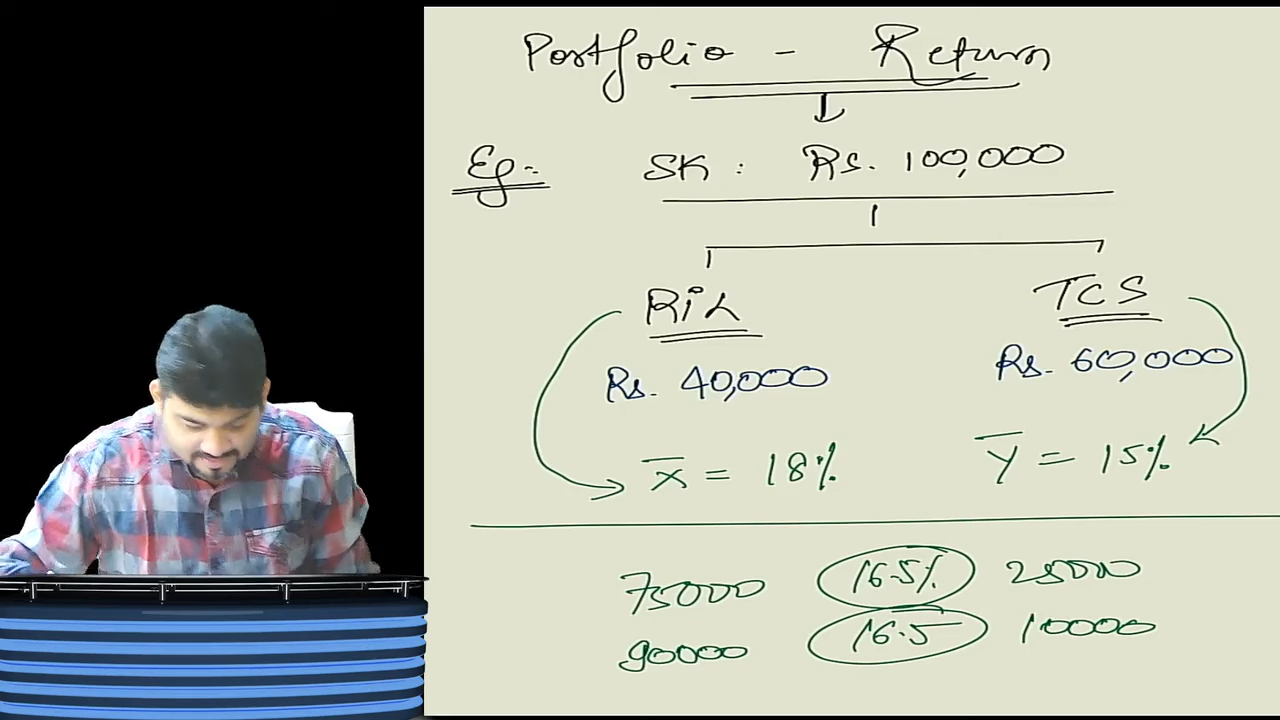 Portfolio - Return
Eg:- SK : Rs. 100,000
RiL TCS
Rs. 40,000 Rs. 60,000
x̄ = 18% ȳ = 15%
75000 16.5% 25000
90000 16.5 10000